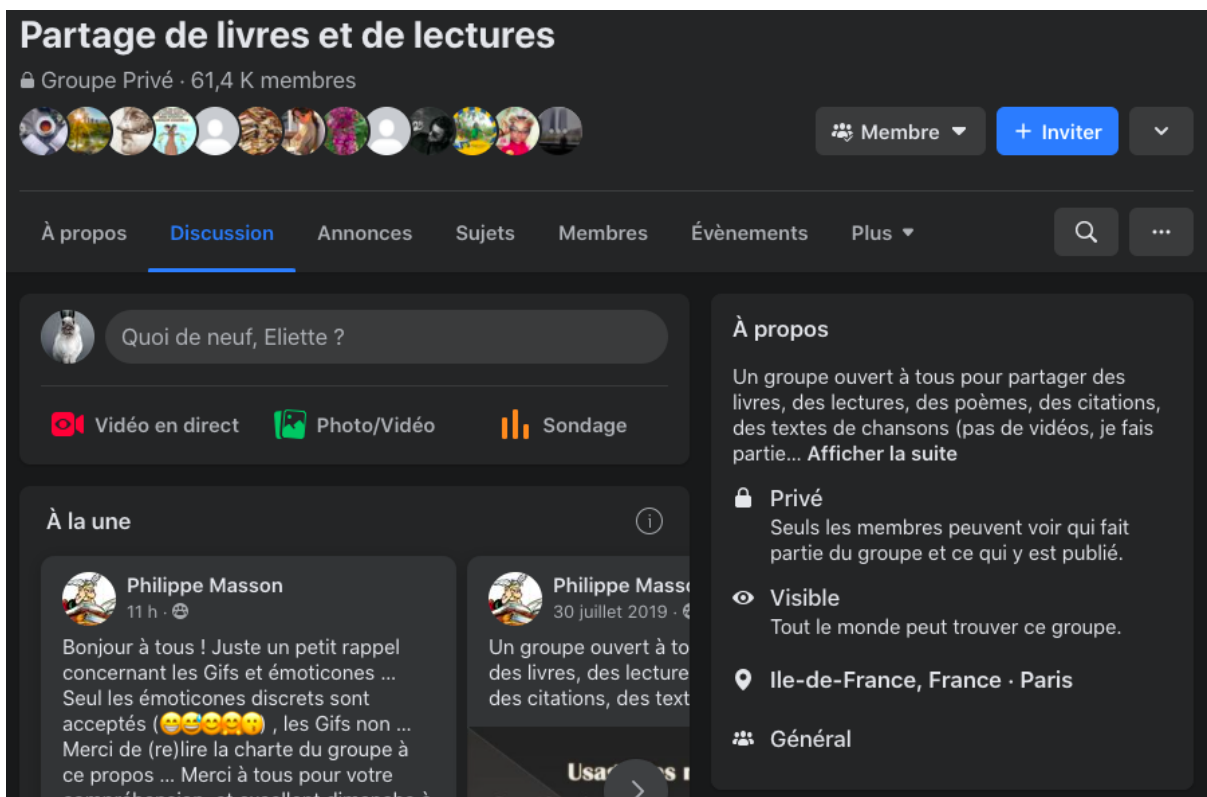 Partage de livres et de lectures
Groupe Privé · 61,4 K membres
Membre
+ Inviter
À propos
Discussion
Annonces
Sujets
Membres
Évènements
Plus
Quoi de neuf, Eliette ?
Vidéo en direct
Photo/Vidéo
Sondage
À la une
Philippe Masson
11 h ·
Bonjour à tous ! Juste un petit rappel
concernant les Gifs et émoticones ...
Seul les émoticones discrets sont
acceptés (😀😅😊🤗😗) , les Gifs non ...
Merci de (re)lire la charte du groupe à
ce propos ... Merci à tous pour votre
Philippe Mass
30 juillet 2019 ·
Un groupe ouvert à to
des livres, des lecture
des citations, des text
À propos
Un groupe ouvert à tous pour partager des
livres, des lectures, des poèmes, des citations,
des textes de chansons (pas de vidéos, je fais
partie... Afficher la suite
Privé
Seuls les membres peuvent voir qui fait
partie du groupe et ce qui y est publié.
Visible
Tout le monde peut trouver ce groupe.
Ile-de-France, France · Paris
Général